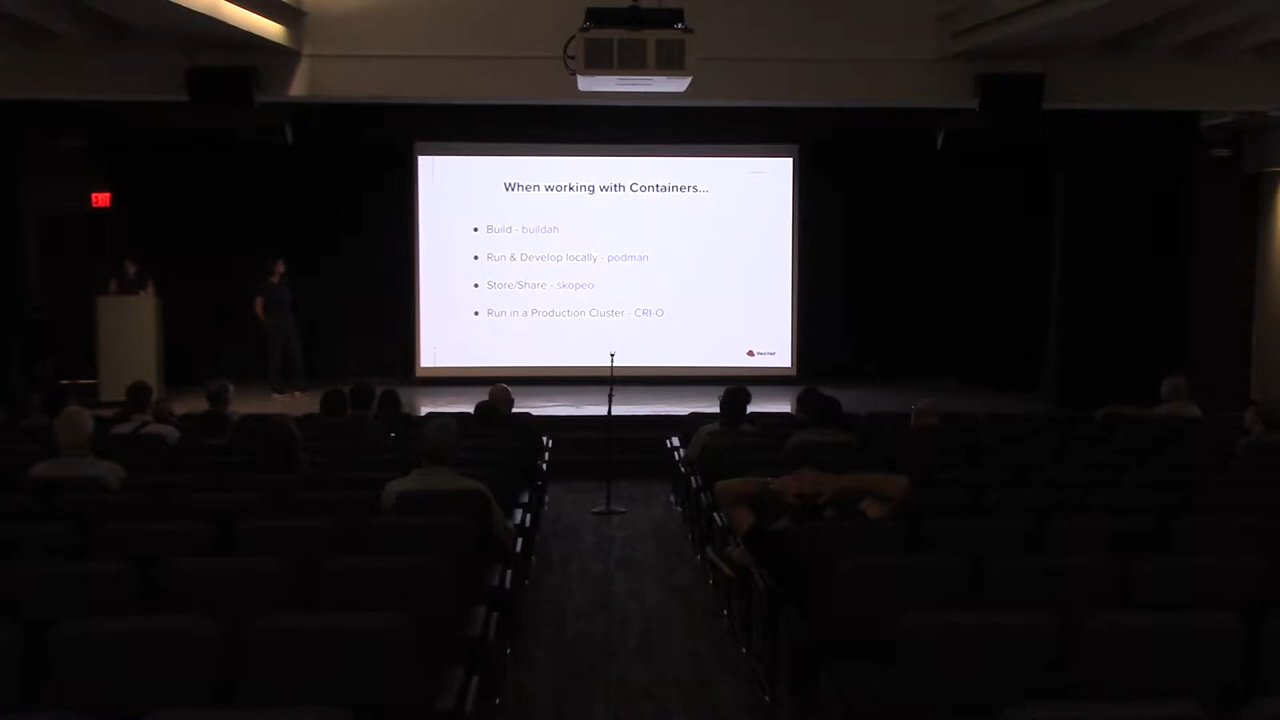 EXIT
When working with Containers...
• Build - buildah
• Run & Develop locally - podman
• Store/Share - skopeo
• Run in a Production Cluster - CRI-O
Red Hat